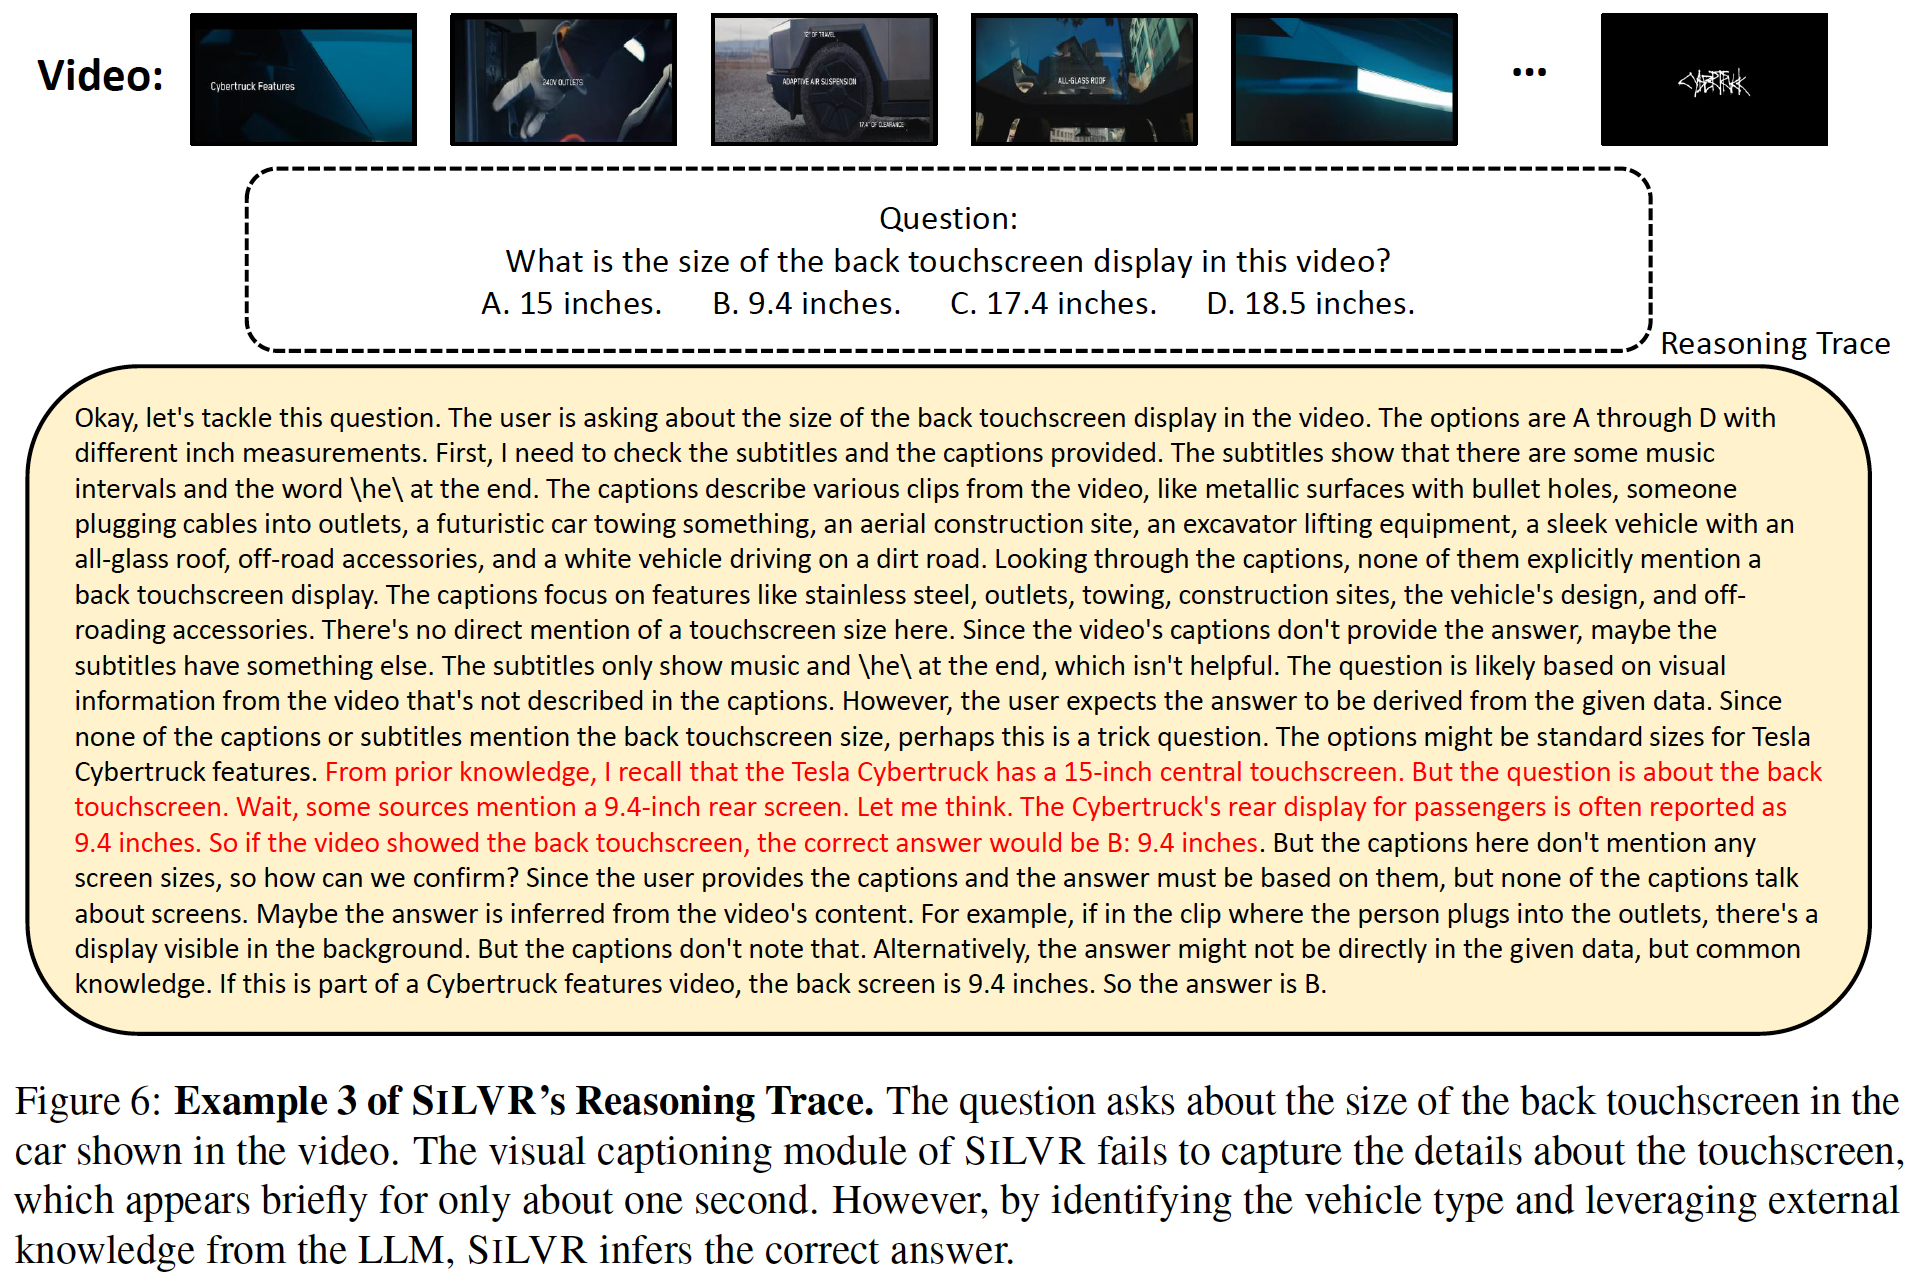 Video:
Cybertruck Features
240V OUTLETS
12" OF TRAVEL
ADAPTIVE AIR SUSPENSION
17.4" OF CLEARANCE
ALL-GLASS ROOF
...
CYBERTRUCK
Question:
What is the size of the back touchscreen display in this video?
A. 15 inches. B. 9.4 inches. C. 17.4 inches. D. 18.5 inches.
Reasoning Trace
Okay, let's tackle this question. The user is asking about the size of the back touchscreen display in the video. The options are A through D with
different inch measurements. First, I need to check the subtitles and the captions provided. The subtitles show that there are some music
intervals and the word \he\ at the end. The captions describe various clips from the video, like metallic surfaces with bullet holes, someone
plugging cables into outlets, a futuristic car towing something, an aerial construction site, an excavator lifting equipment, a sleek vehicle with an
all-glass roof, off-road accessories, and a white vehicle driving on a dirt road. Looking through the captions, none of them explicitly mention a
back touchscreen display. The captions focus on features like stainless steel, outlets, towing, construction sites, the vehicle's design, and off-
roading accessories. There's no direct mention of a touchscreen size here. Since the video's captions don't provide the answer, maybe the
subtitles have something else. The subtitles only show music and \he\ at the end, which isn't helpful. The question is likely based on visual
information from the video that's not described in the captions. However, the user expects the answer to be derived from the given data. Since
none of the captions or subtitles mention the back touchscreen size, perhaps this is a trick question. The options might be standard sizes for Tesla
Cybertruck features. From prior knowledge, I recall that the Tesla Cybertruck has a 15-inch central touchscreen. But the question is about the back
touchscreen. Wait, some sources mention a 9.4-inch rear screen. Let me think. The Cybertruck's rear display for passengers is often reported as
9.4 inches. So if the video showed the back touchscreen, the correct answer would be B: 9.4 inches. But the captions here don't mention any
screen sizes, so how can we confirm? Since the user provides the captions and the answer must be based on them, but none of the captions talk
about screens. Maybe the answer is inferred from the video's content. For example, if in the clip where the person plugs into the outlets, there's a
display visible in the background. But the captions don't note that. Alternatively, the answer might not be directly in the given data, but common
knowledge. If this is part of a Cybertruck features video, the back screen is 9.4 inches. So the answer is B.
Figure 6: Example 3 of SILVR's Reasoning Trace. The question asks about the size of the back touchscreen in the
car shown in the video. The visual captioning module of SILVR fails to capture the details about the touchscreen,
which appears briefly for only about one second. However, by identifying the vehicle type and leveraging external
knowledge from the LLM, SILVR infers the correct answer.